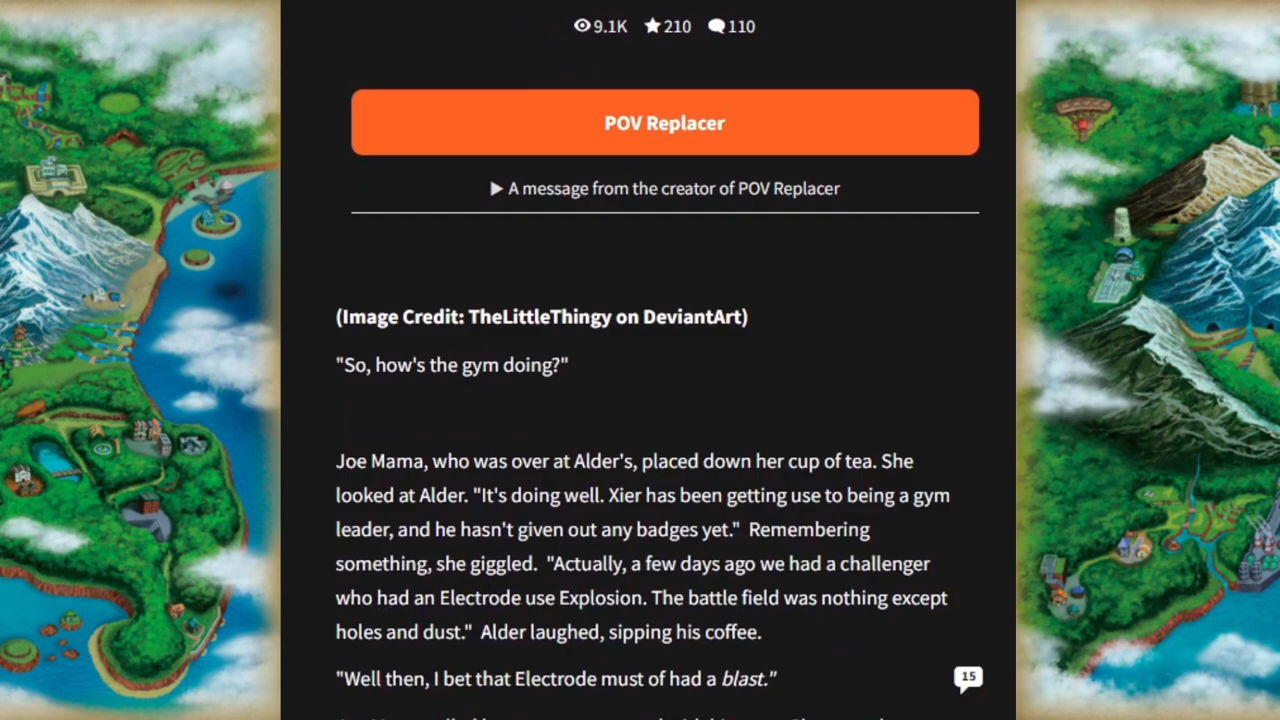 9.1K 210 110
POV Replacer
▶ A message from the creator of POV Replacer
(Image Credit: TheLittleThingy on DeviantArt)
"So, how's the gym doing?"
Joe Mama, who was over at Alder's, placed down her cup of tea. She
looked at Alder. "It's doing well. Xier has been getting use to being a gym
leader, and he hasn't given out any badges yet."  Remembering
something, she giggled.  "Actually, a few days ago we had a challenger
who had an Electrode use Explosion. The battle field was nothing except
holes and dust."  Alder laughed, sipping his coffee.
"Well then, I bet that Electrode must of had a blast."
15